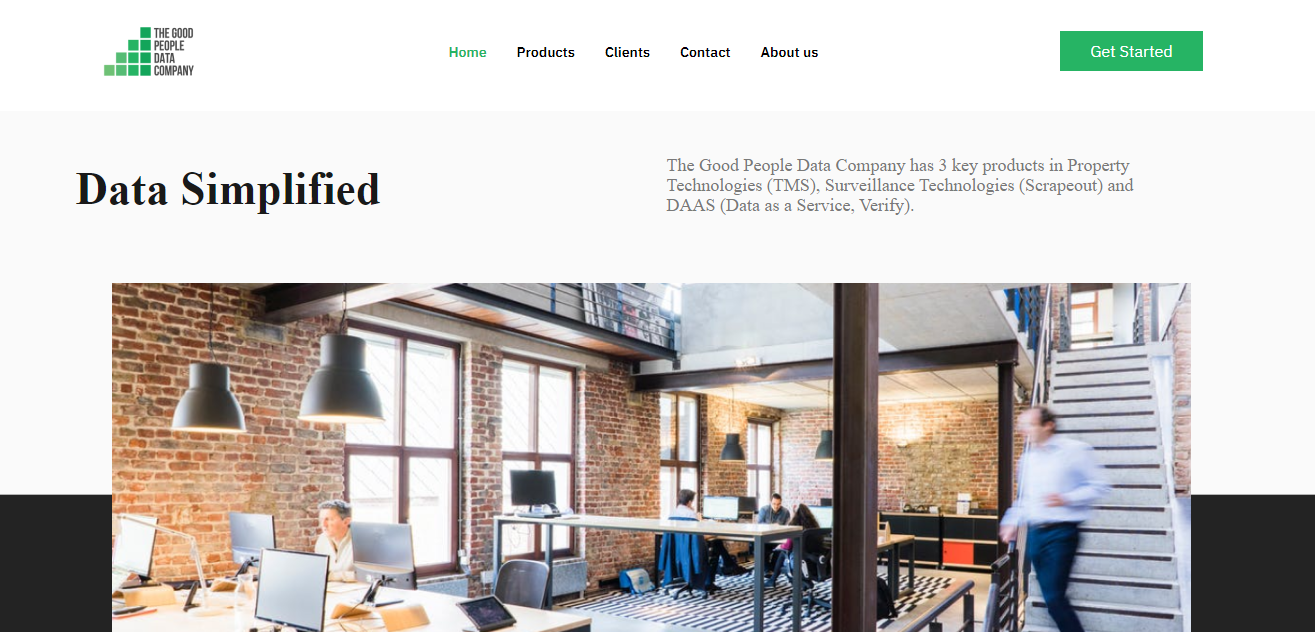 THE GOOD
PEOPLE
DATA
COMPANY
Home Products Clients Contact About us
Get Started
Data Simplified
The Good People Data Company has 3 key products in Property
Technologies (TMS), Surveillance Technologies (Scrapeout) and
DAAS (Data as a Service, Verify).